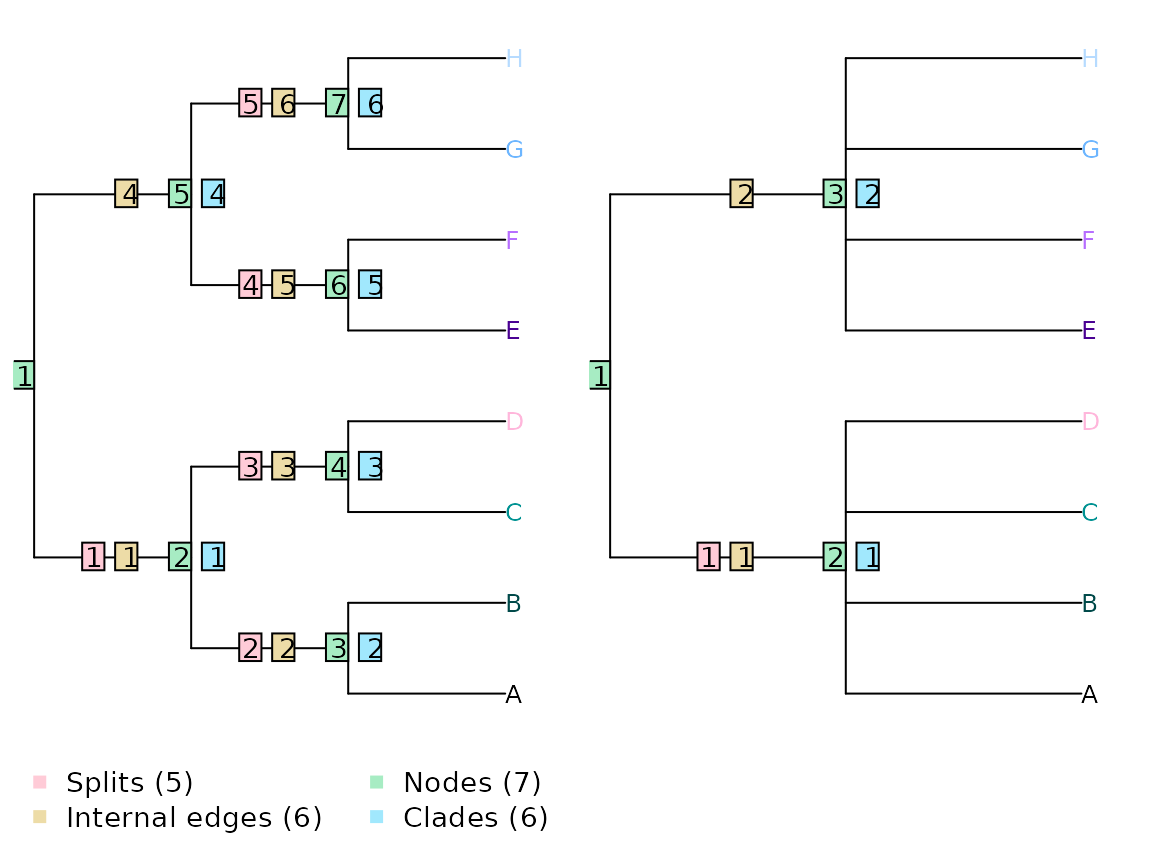 H H
5 6 7 6
G G
4 5 4 2 3 2
F F
4 5 6 5
E E
1 1
D D
3 3 4 3
C C
1 1 2 1 1 1 2 1
B B
2 2 3 2
A A
Splits (5) Nodes (7)
Internal edges (6) Clades (6)